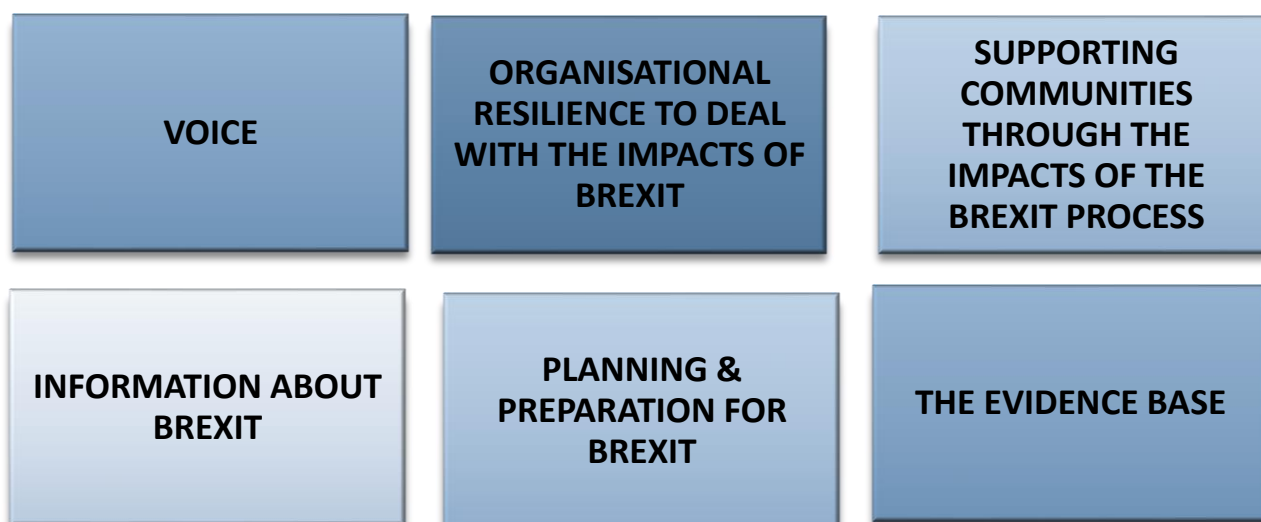 VOICE
ORGANISATIONAL
RESILIENCE TO DEAL
WITH THE IMPACTS OF
BREXIT
SUPPORTING
COMMUNITIES
THROUGH THE
IMPACTS OF THE
BREXIT PROCESS
INFORMATION ABOUT
BREXIT
PLANNING &
PREPARATION FOR
BREXIT
THE EVIDENCE BASE